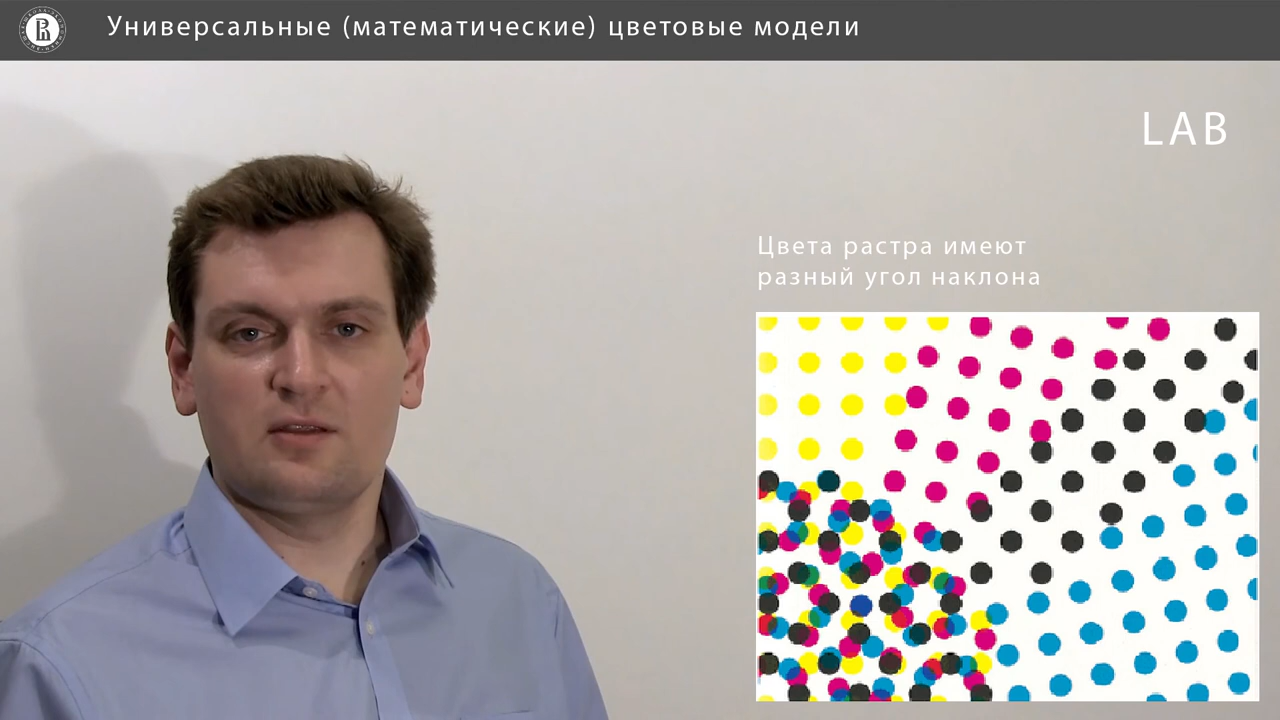 Универсальные (математические) цветовые модели
LAB
Цвета растра имеют
разный угол наклона